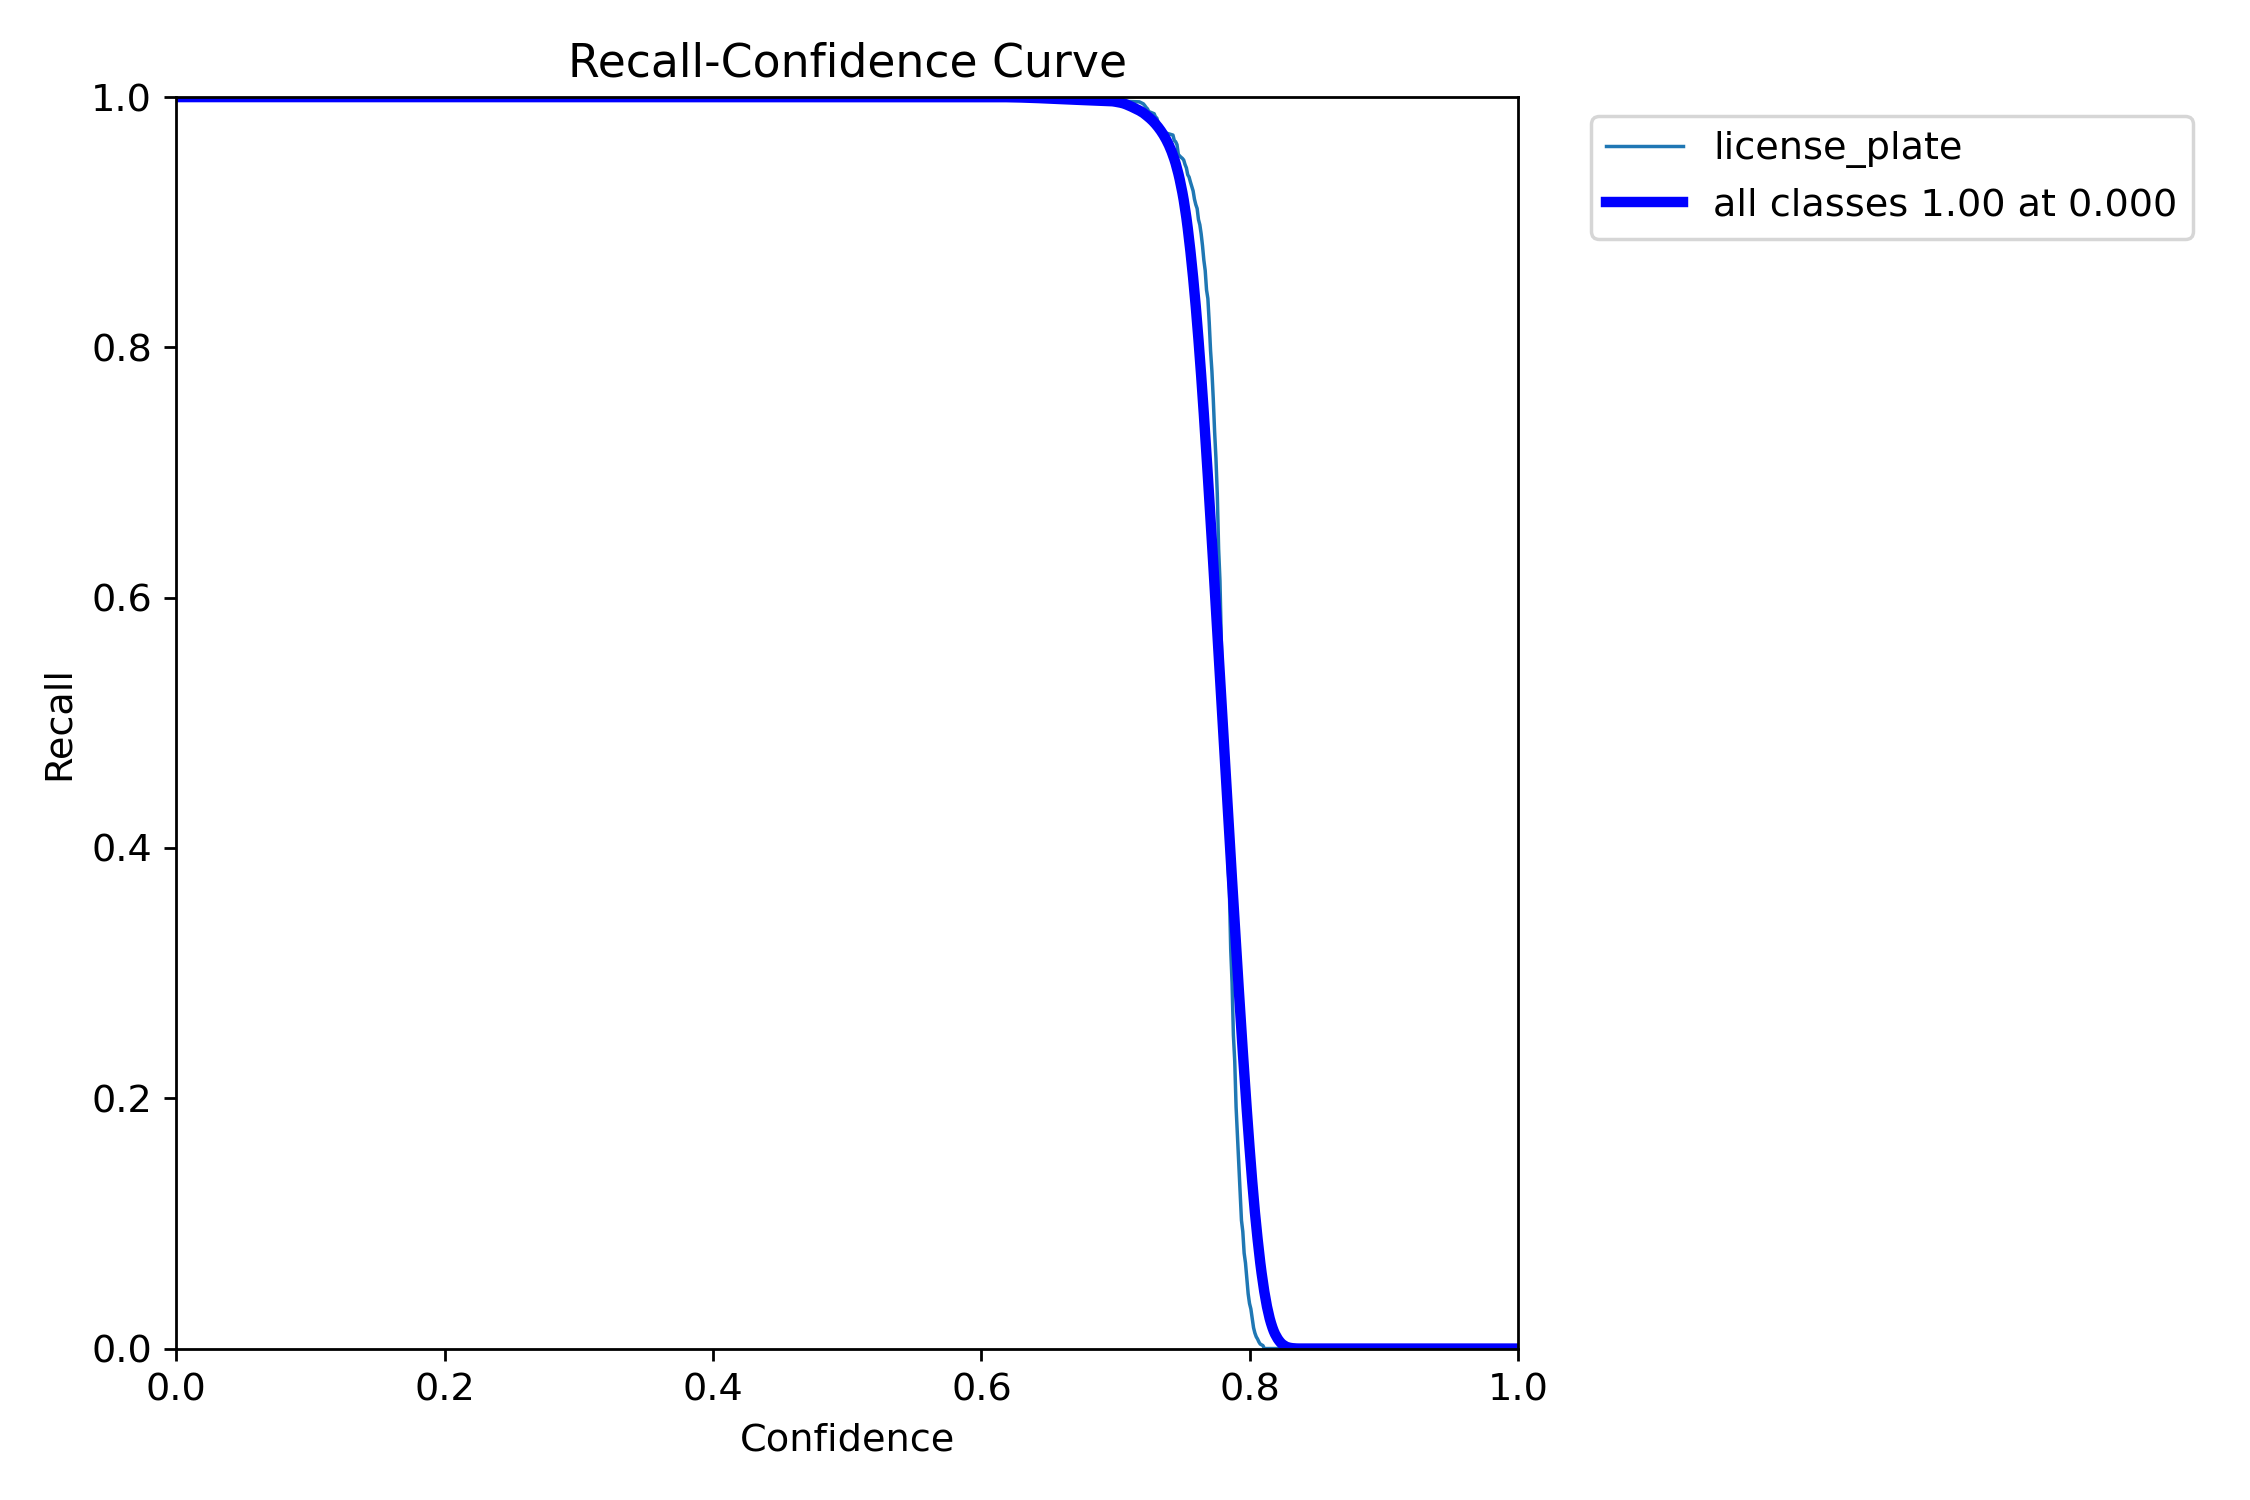 Recall-Confidence Curve
1.0
0.8
0.6
0.4
0.2
0.0
Recall
0.0 0.2 0.4 0.6 0.8 1.0
Confidence
license_plate
all classes 1.00 at 0.000